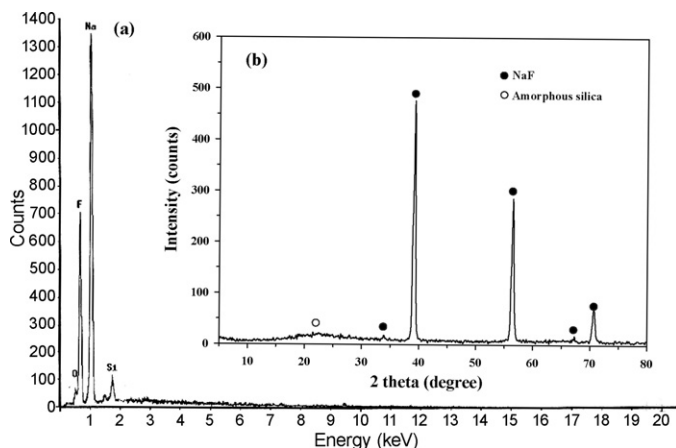 (a)
1400
1300
1200
1100
1000
900
800
700
600
500
400
300
200
100
0
Counts
O
F
Na
Si
0 1 2 3 4 5 6 7 8 9 10 11 12 13 14 15 16 17 17 18 19 20
Energy (keV)
(b)
600
500
400
300
200
100
0
Intensity (counts)
NaF
Amorphous silica
10 20 30 40 50 60 70 80
2 theta (degree)